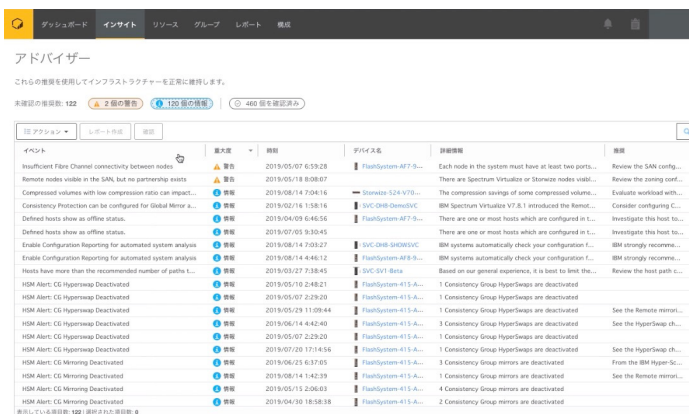 ダッシュボード インサイト リソース グループ レポート 構成
アドバイザー
これらの推奨を使用してインフラストラクチャーを正常に維持します。
未確認の推奨数: 122 2 個の警告 120 個の情報 460 個を確認済み
アクション レポート作成 確認
イベント 重大度 時刻 デバイス名 詳細情報 推奨
Insufficient Fibre Channel connectivity between nodes 警告 2019/05/07 6:59:28 FlashSystem-AF7-9... Each node in the system must have at least two ports... Review the SAN config...
Remote nodes visible in the SAN, but no partnership exists 警告 2019/05/18 8:08:07 There are Spectrum Virtualize or Storwize nodes visibl... Review the zoning conf...
Compressed volumes with low compression ratio can impact... 情報 2019/08/14 7:04:16 Storwize-S24-V70... The compression savings of some compressed volume... Evaluate workload with...
Consistency Protection can be configured for Global Mirror a... 情報 2019/02/16 1:58:16 SVC-DH8-DemoSVC IBM Spectrum Virtualize V7.8.1 introduced the Remot... Consider configuring C...
Defined hosts show as offline status. 情報 2019/04/09 6:46:56 FlashSystem-AF7-9... There are one or most hosts which are configured in t... Investigate this host to...
Defined hosts show as offline status. 情報 2019/07/05 9:30:45 There are one or most hosts which are configured in t... Investigate this host to...
Enable Configuration Reporting for automated system analysis 情報 2019/08/14 7:03:27 SVC-DH8-SHOWSVC IBM systems automatically check your configuration f... IBM strongly recomme...
Enable Configuration Reporting for automated system analysis 情報 2019/08/14 4:46:12 FlashSystem-AF8-9... IBM systems automatically check your configuration f... IBM strongly recomme...
Hosts have more than the recommended number of paths t... 情報 2019/03/27 7:38:45 SVC-SV1-Beta Based on our general experience, it is best to limit the... Review the host path c...
HSM Alert: CG Hyperswap Deactivated 情報 2019/05/10 2:48:21 FlashSystem-415-A... 1 Consistency Group HyperSwaps are deactivated
HSM Alert: CG Hyperswap Deactivated 情報 2019/05/07 2:29:20 FlashSystem-415-A... 1 Consistency Group HyperSwaps are deactivated
HSM Alert: CG Hyperswap Deactivated 情報 2019/05/29 11:09:44 FlashSystem-415-A... 1 Consistency Group HyperSwaps are deactivated See the Remote mirrori...
HSM Alert: CG Hyperswap Deactivated 情報 2019/06/14 4:42:40 FlashSystem-415-A... 3 Consistency Group HyperSwaps are deactivated See the HyperSwap ch...
HSM Alert: CG Hyperswap Deactivated 情報 2019/05/07 2:29:20 FlashSystem-415-A... 3 Consistency Group HyperSwaps are deactivated
HSM Alert: CG Hyperswap Deactivated 情報 2019/07/20 17:14:56 FlashSystem-415-A... 1 Consistency Group HyperSwaps are deactivated See the HyperSwap ch...
HSM Alert: CG Mirroring Deactivated 情報 2019/06/25 6:37:05 FlashSystem-415-A... 3 Consistency Group mirrors are deactivated From the IBM Hyper-Sc...
HSM Alert: CG Mirroring Deactivated 情報 2019/08/14 1:42:39 FlashSystem-415-A... 1 Consistency Group mirrors are deactivated See the Remote mirrori...
HSM Alert: CG Mirroring Deactivated 情報 2019/05/15 2:06:03 FlashSystem-415-A... 4 Consistency Group mirrors are deactivated
HSM Alert: CG Mirroring Deactivated 情報 2019/04/30 18:58:38 FlashSystem-415-A... 1 Consistency Group mirrors are deactivated
表示している項目数: 122 | 選択された項目数: 0